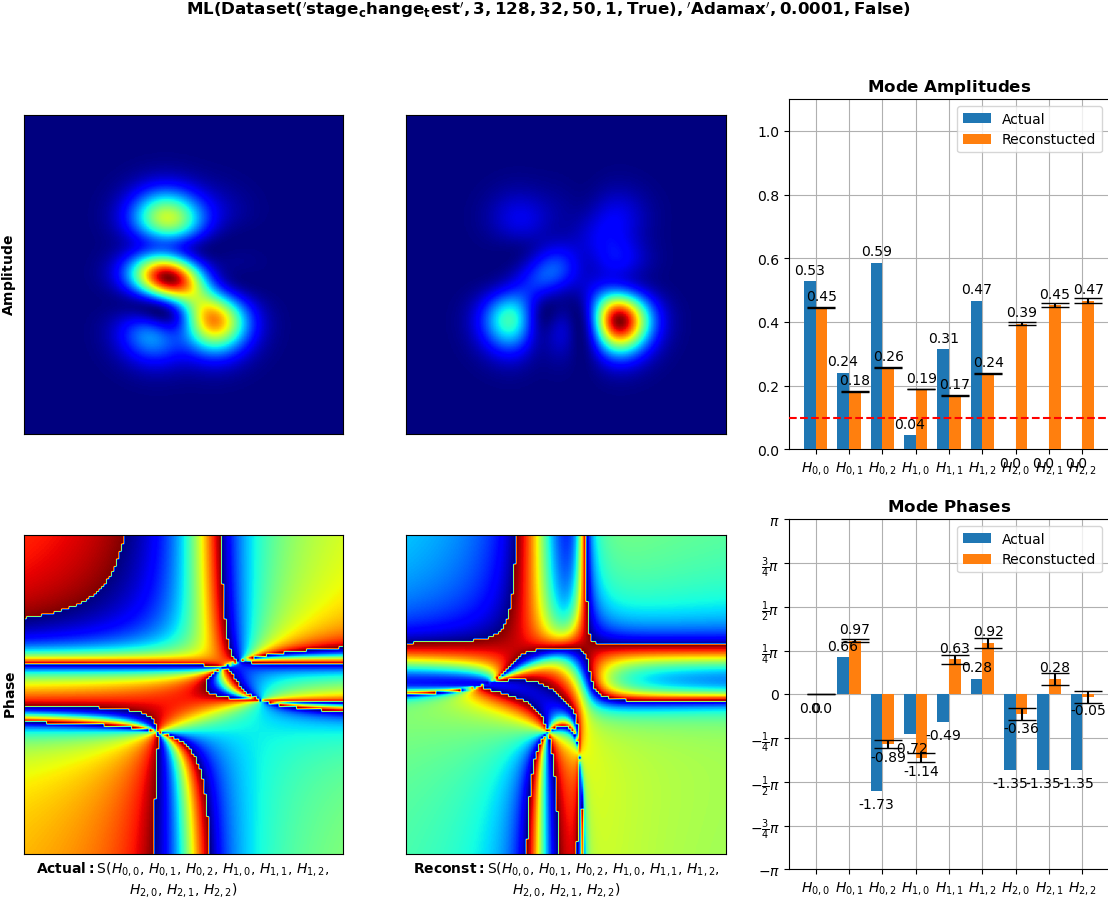 ML(Dataset('stage_change_test', 3, 128, 32, 50, 1, True), 'Adamax', 0.0001, False)
Amplitude
Mode Amplitudes
Actual
Reconstucted
1.0
0.8
0.6
0.4
0.2
0.0
0.53
0.45
0.24
0.18
0.59
0.26
0.04
0.19
0.31
0.17
0.47
0.24
0.0
0.39
0.0
0.45
0.0
0.47
H0,0 H0,1 H0,2 H1,0 H1,1 H1,2 H2,0 H2,1 H2,2
Phase
Mode Phases
Actual
Reconstucted
π
3/4π
1/2π
1/4π
0
−1/4π
−1/2π
−3/4π
−π
0.0
0.0
0.66
0.97
-1.73
-0.89
-0.72
-1.14
-0.49
0.63
0.28
0.92
-1.35
-0.36
-1.35
0.28
-1.35
-0.05
H0,0 H0,1 H0,2 H1,0 H1,1 H1,2 H2,0 H2,1 H2,2
Actual: S(H0,0, H0,1, H0,2, H1,0, H1,1, H1,2,
H2,0, H2,1, H2,2)
Reconst: S(H0,0, H0,1, H0,2, H1,0, H1,1, H1,2,
H2,0, H2,1, H2,2)